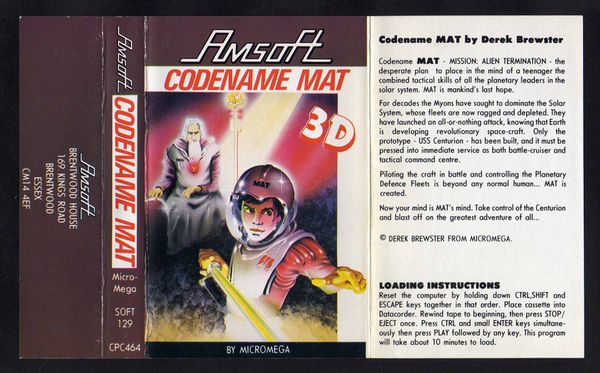 Amsoft
BRENTWOOD HOUSE
169 KINGS ROAD
BRENTWOOD
ESSEX
CM14 4EF
Amsoft
CODENAME MAT
Micro-
Mega
SOFT
129
CPC464
Amsoft
CODENAME MAT
3D
MAT
BY MICROMEGA
Codename MAT by Derek Brewster
Codename MAT - MISSION: ALIEN TERMINATION - the
desperate plan to place in the mind of a teenager the
combined tactical skills of all the planetary leaders in the
solar system. MAT is mankind's last hope.
For decades the Myons have sought to dominate the Solar
System, whose fleets are now ragged and depleted. They
have launched an all-or-nothing attack, knowing that Earth
is developing revolutionary space-craft. Only the
prototype - USS Centurion - has been built, and it must be
pressed into immediate service as both battle-cruiser and
tactical command centre.
Piloting the craft in battle and controlling the Planetary
Defence Fleets is beyond any normal human... MAT is
created.
Now your mind is MAT's mind. Take control of the Centurion
and blast off on the greatest adventure of all...
© DEREK BREWSTER FROM MICROMEGA.
LOADING INSTRUCTIONS
Reset the computer by holding down CTRL,SHIFT and
ESCAPE keys together in that order. Place cassette into
Datacorder. Rewind tape to beginning, then press STOP/
EJECT once. Press CTRL and small ENTER keys simultane-
ously then press PLAY followed by any key. This program
will take about 10 minutes to load.